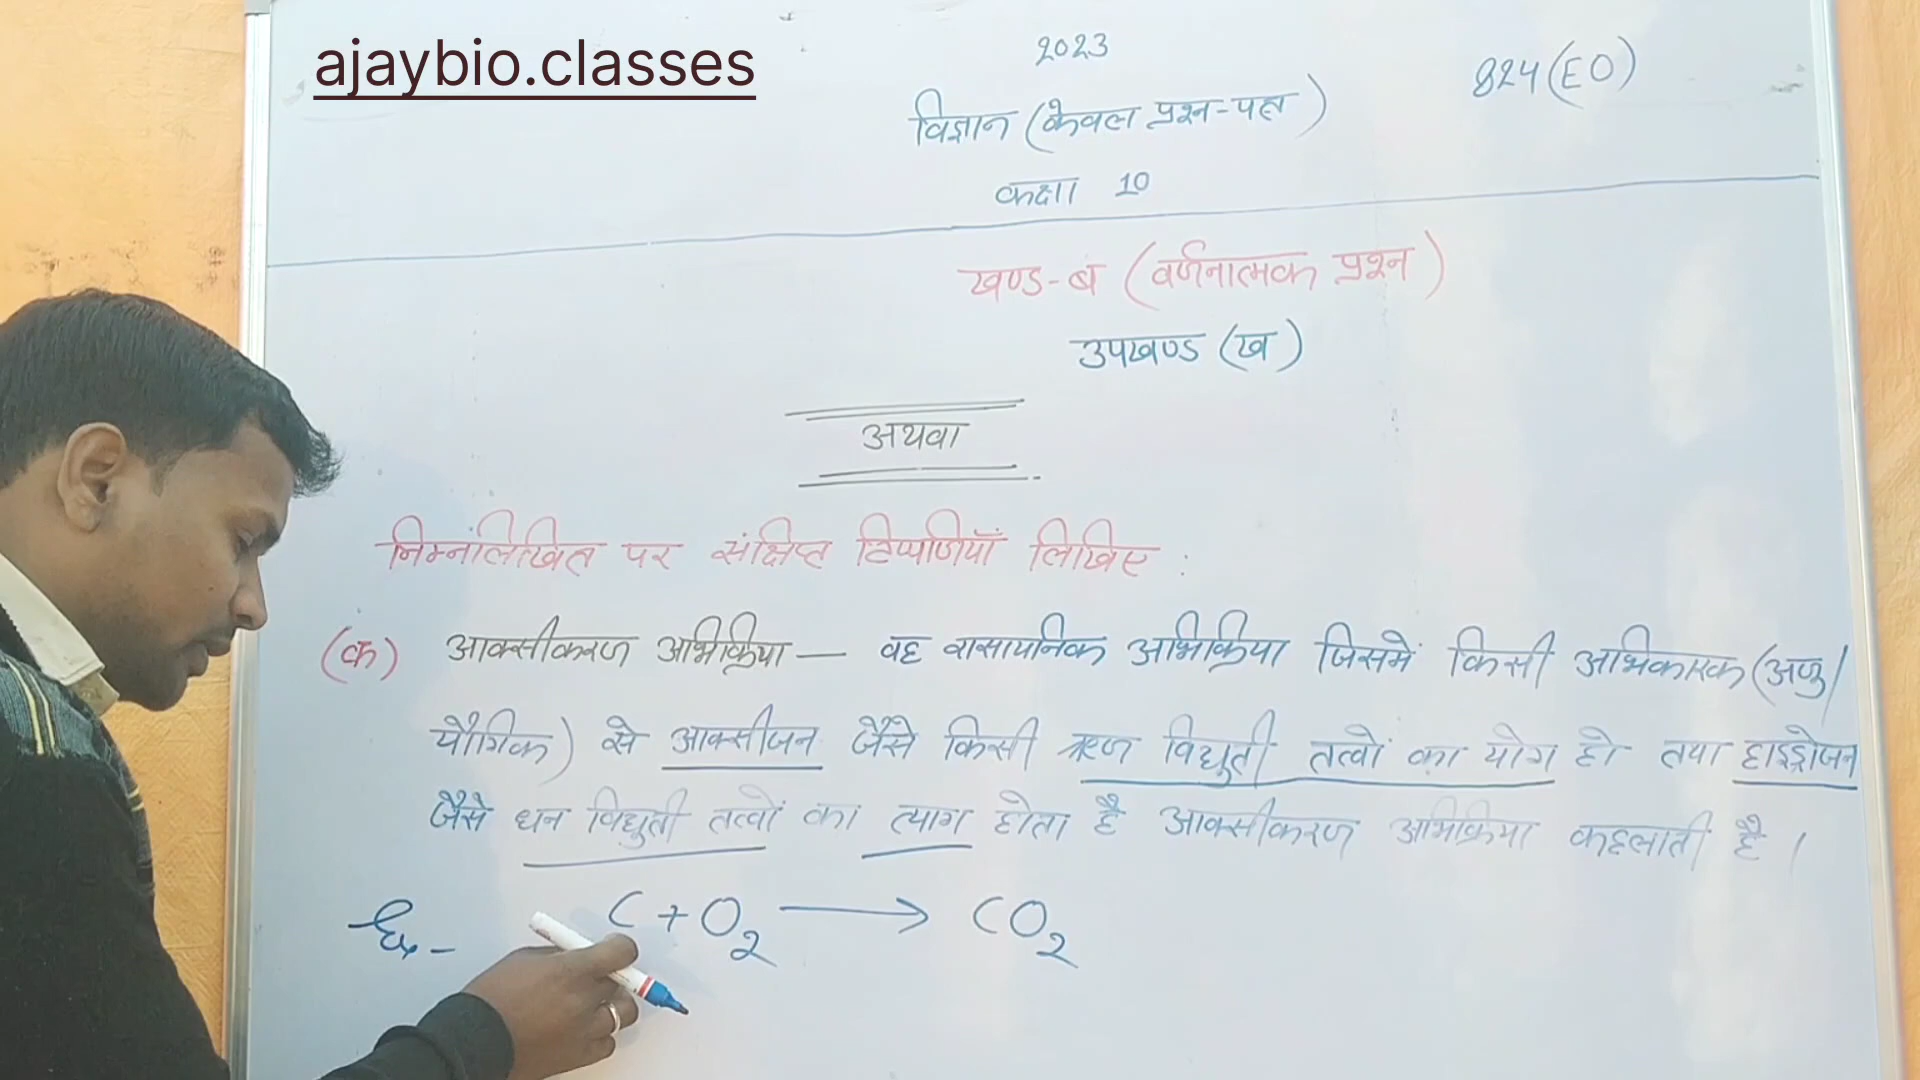 ajaybio.classes
2023
824 (EO)
विज्ञान (केवल प्रश्न-पत्र)
कक्षा 10
खण्ड-ब (वर्णनात्मक प्रश्न)
उपखण्ड (ख)
अथवा
निम्नंलिखित पर संक्षिप्त टिप्पणियाँ लिखिए :
(क) आक्सीकरण अभिक्रिया — वह रासायनिक अभिक्रिया जिसमें किसी अभिकारक (अणु/
यौगिक) से आक्सीजन जैसे किसी ऋण विद्युती तत्वों का योग हो तथा हाइड्रोजन
जैसे धन विद्युती तत्वों का त्याग होता है आक्सीकरण अभिक्रिया कहलाती है।
Ex- C + O₂ ⟶ CO₂